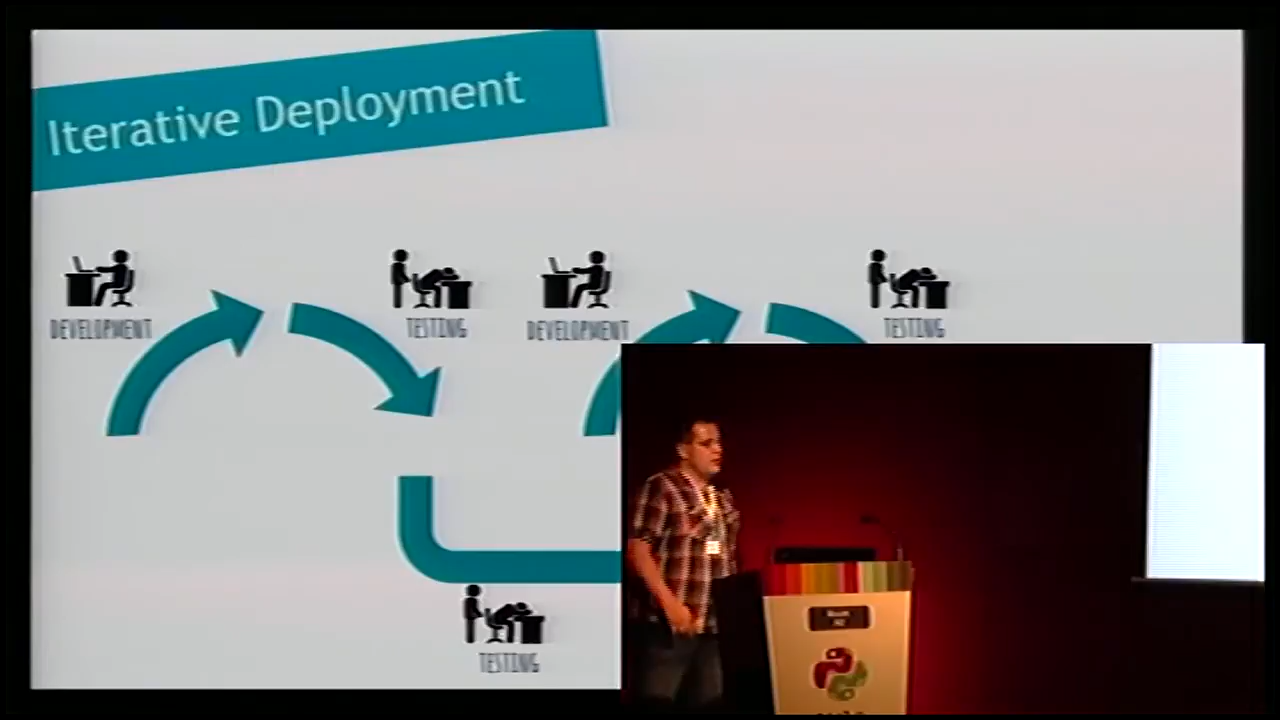 Iterative Deployment
DEVELOPMENT
TESTING
DEVELOPMENT
TESTING
TESTING